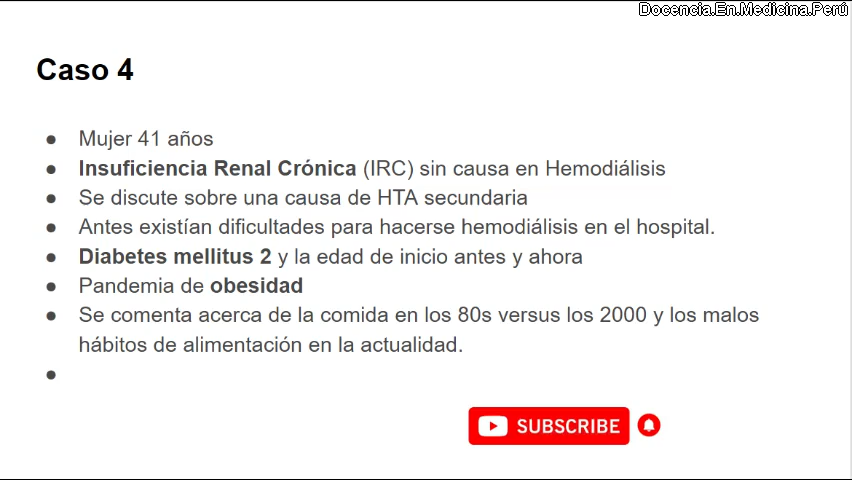 Docencia.En.Medicina.Perú
Caso 4
● Mujer 41 años
● Insuficiencia Renal Crónica (IRC) sin causa en Hemodiálisis
● Se discute sobre una causa de HTA secundaria
● Antes existían dificultades para hacerse hemodiálisis en el hospital.
● Diabetes mellitus 2 y la edad de inicio antes y ahora
● Pandemia de obesidad
● Se comenta acerca de la comida en los 80s versus los 2000 y los malos
hábitos de alimentación en la actualidad.
●
SUBSCRIBE